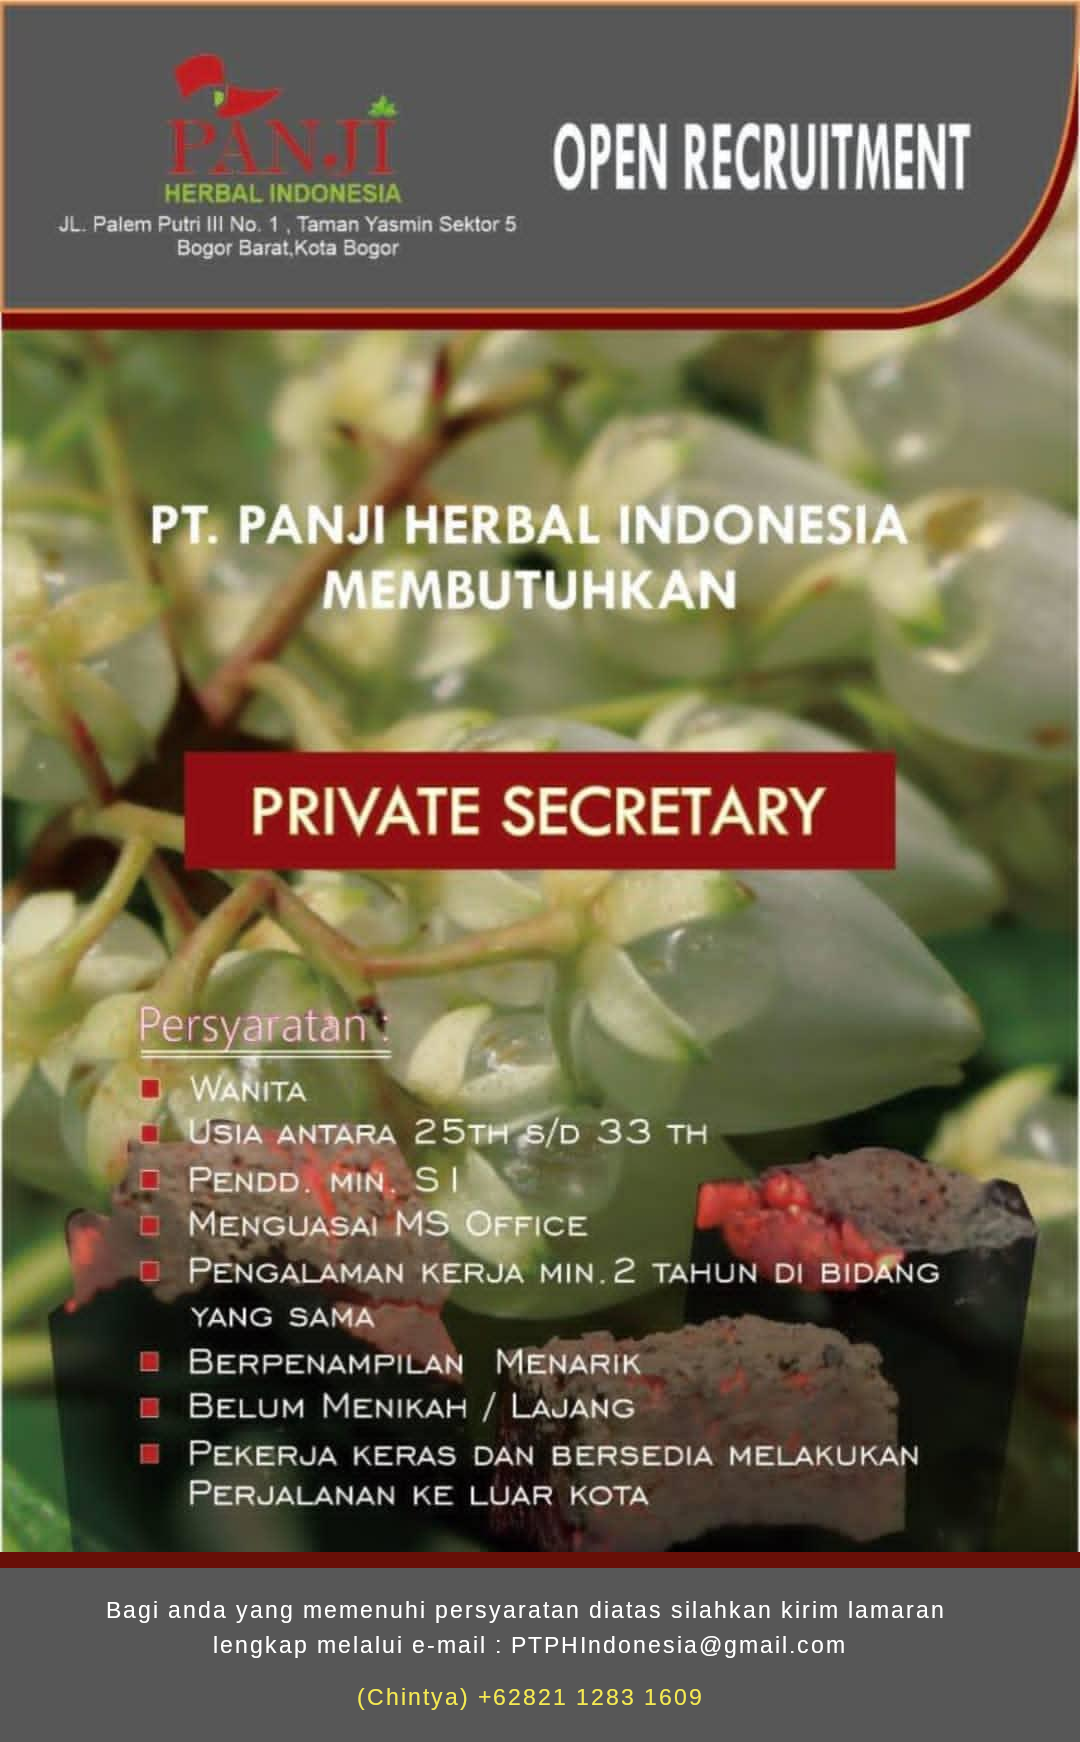 PANJI
HERBAL INDONESIA
JL. Palem Putri III No. 1 , Taman Yasmin Sektor 5
Bogor Barat,Kota Bogor
OPEN RECRUITMENT
PT. PANJI HERBAL INDONESIA
MEMBUTUHKAN
PRIVATE SECRETARY
Persyaratan :
WANITA
USIA ANTARA 25TH S/D 33 TH
PENDD. MIN. S1
MENGUASAI MS OFFICE
PENGALAMAN KERJA MIN.2 TAHUN DI BIDANG
YANG SAMA
BERPENAMPILAN MENARIK
BELUM MENIKAH / LAJANG
PEKERJA KERAS DAN BERSEDIA MELAKUKAN
PERJALANAN KE LUAR KOTA
Bagi anda yang memenuhi persyaratan diatas silahkan kirim lamaran
lengkap melalui e-mail : PTPHIndonesia@gmail.com
(Chintya) +62821 1283 1609